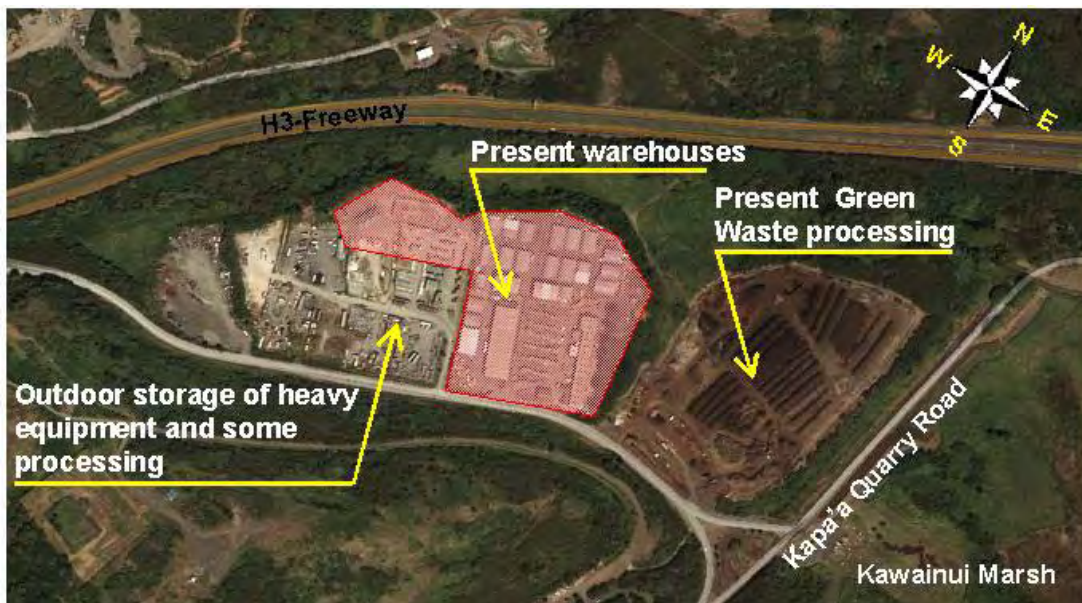 N
W
E
S
H3-Freeway
Present warehouses
Present Green
Waste processing
Outdoor storage of heavy
equipment and some
processing
Kapa'a Quarry Road
Kawainui Marsh